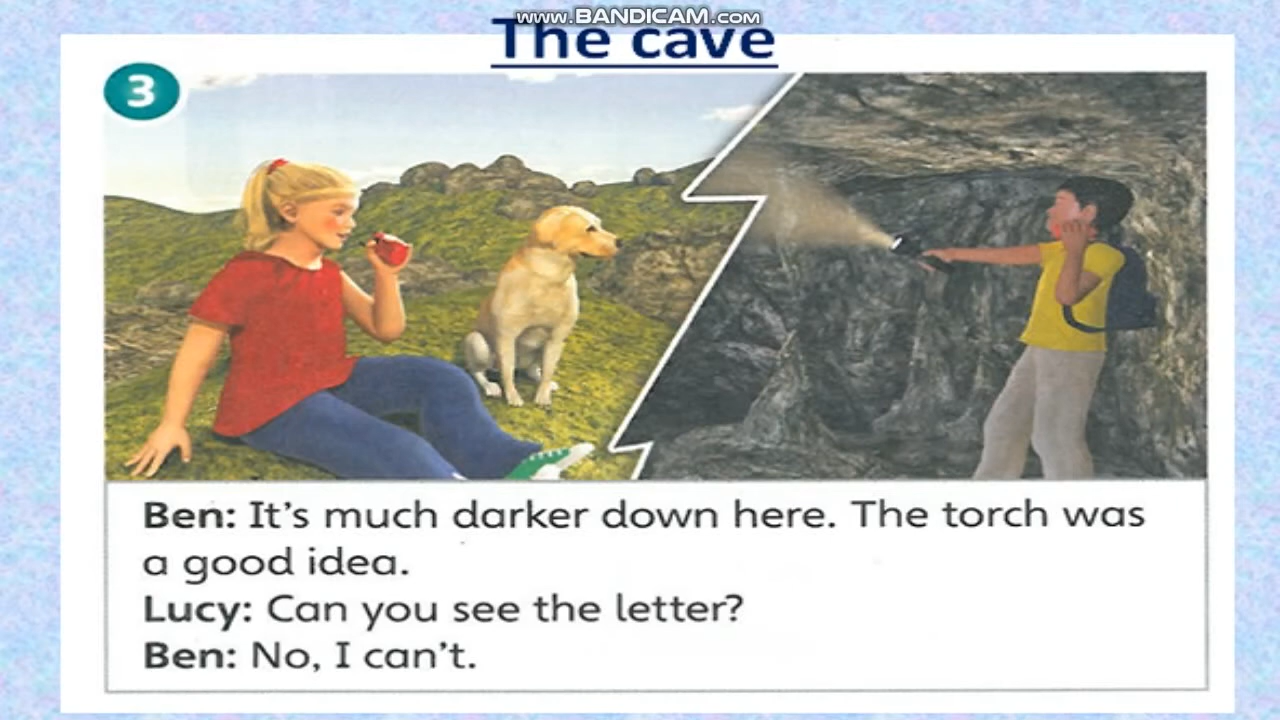 www.BANDICAM.com
The cave
3
Ben: It's much darker down here. The torch was
a good idea.
Lucy: Can you see the letter?
Ben: No, I can't.